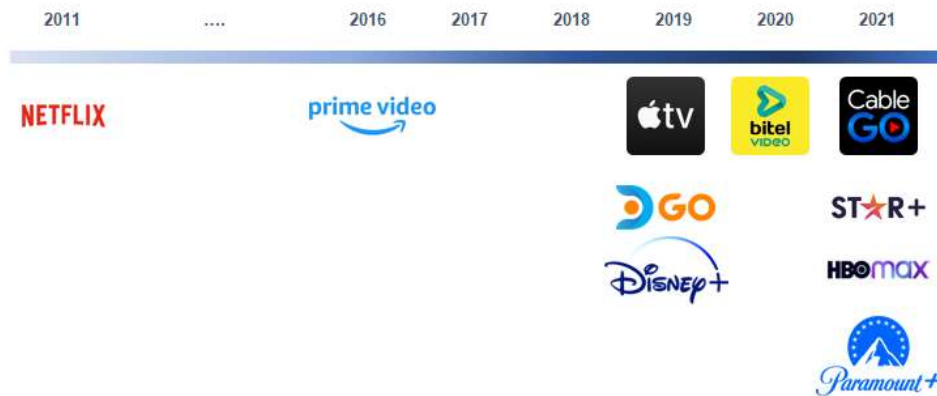 2011 .... 2016 2017 2018 2019 2020 2021
NETFLIX
prime video
tv
bitel
VIDEO
Cable
GO
DGO
STAR+
Disney+
HBOmax
Paramount+